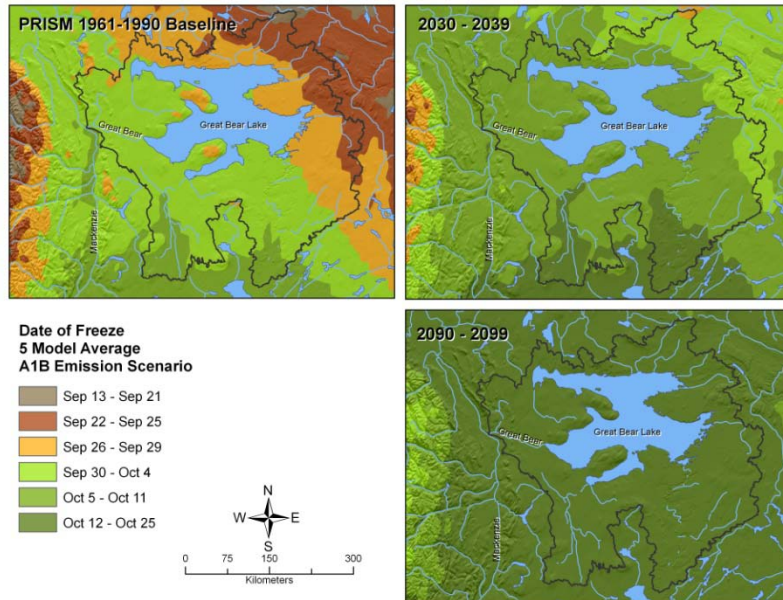 PRISM 1961-1990 Baseline
Great Bear
Great Bear Lake
Mackenzie
2030 - 2039
Great Bear
Great Bear Lake
Mackenzie
Date of Freeze
5 Model Average
A1B Emission Scenario
Sep 13 - Sep 21
Sep 22 - Sep 25
Sep 26 - Sep 29
Sep 30 - Oct 4
Oct 5 - Oct 11
Oct 12 - Oct 25
N
W E
S
0 75 150 300
Kilometers
2090 - 2099
Great Bear
Great Bear Lake
Mackenzie